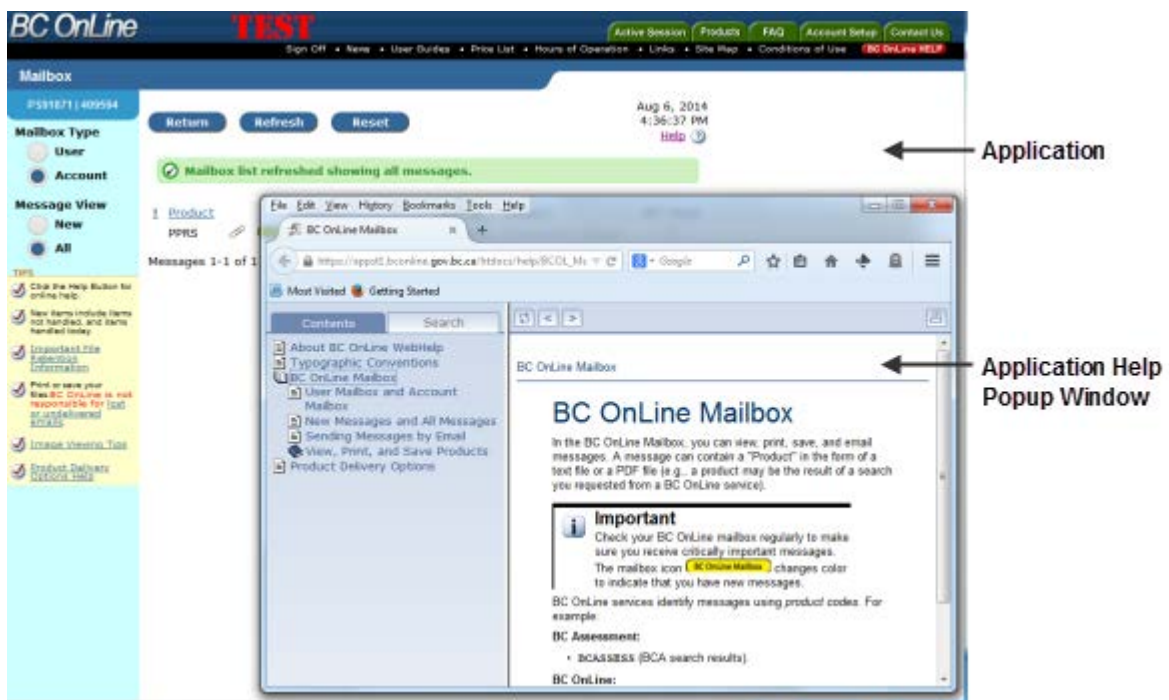 BC OnLine
TEST
Active Session Products FAQ Account Setup Contact Us
Sign Off • News • User Guides • Price List • Hours of Operation • Links • Site Map • Conditions of Use BC OnLine HELP
Mailbox
PS91871 | 409594
Mailbox Type
User
Account
Message View
New
All
TIPS
Click the Help Button for
online help.
New items include items
not handled, and items
handled today.
Important File
Retention
Information
Print or save your
files BC OnLine is not
responsible for lost
or undelivered
emails.
Image Viewing Tips
Product Delivery
Options Help
Return Refresh Reset
Aug 6, 2014
4:36:37 PM
Help
Mailbox list refreshed showing all messages.
! Product
PPRS
Messages 1-1 of 1
File Edit View History Bookmarks Tools Help
BC OnLine Mailbox
Google
Most Visited Getting Started
Contents Search
About BC OnLine WebHelp
Typographic Conventions
BC OnLine Mailbox
User Mailbox and Account
Mailbox
New Messages and All Messages
Sending Messages by Email
View, Print, and Save Products
Product Delivery Options
BC OnLine Mailbox
BC OnLine Mailbox
In the BC OnLine Mailbox, you can view, print, save, and email
messages. A message can contain a "Product" in the form of a
text file or a PDF file (e.g., a product may be the result of a search
you requested from a BC OnLine service).
Important
Check your BC OnLine mailbox regularly to make
sure you receive critically important messages.
The mailbox icon BC OnLine Mailbox changes color
to indicate that you have new messages.
BC OnLine services identify messages using product codes. For
example:
BC Assessment:
• BCASSESS (BCA search results).
BC OnLine:
Application
Application Help
Popup Window